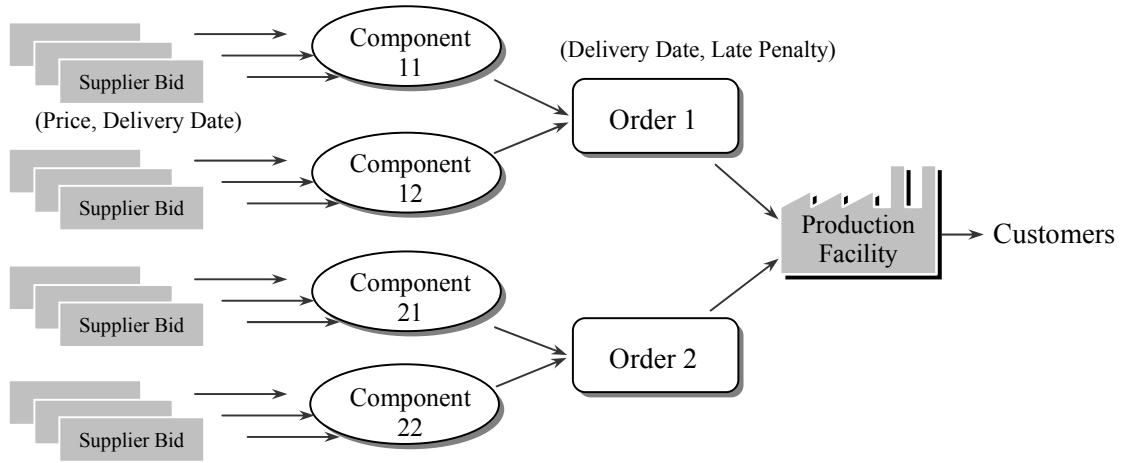 Supplier Bid
(Price, Delivery Date)
Component
11
(Delivery Date, Late Penalty)
Order 1
Supplier Bid
Component
12
Production
Facility
Customers
Supplier Bid
Component
21
Order 2
Supplier Bid
Component
22